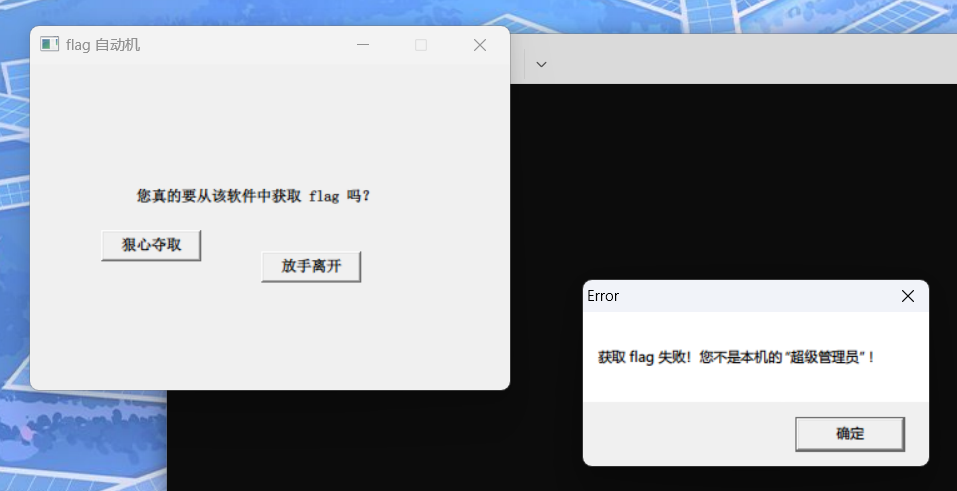 flag 自动机
您真的要从该软件中获取 flag 吗?
狠心夺取
放手离开
Error
获取 flag 失败！您不是本机的 “超级管理员”！
确定